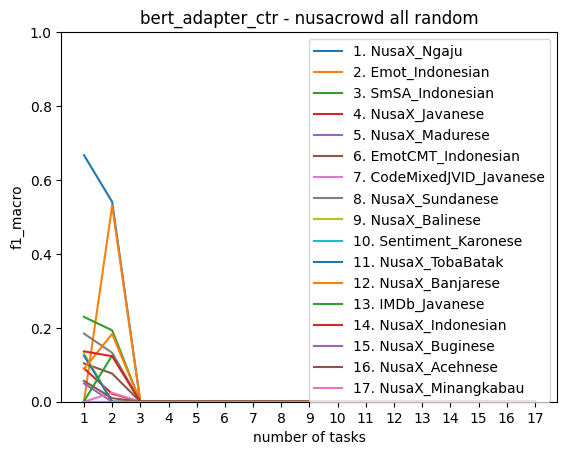 bert_adapter_ctr - nusacrowd all random
1.0
0.8
0.6
0.4
0.2
0.0
f1_macro
1. NusaX_Ngaju
2. Emot_Indonesian
3. SmSA_Indonesian
4. NusaX_Javanese
5. NusaX_Madurese
6. EmotCMT_Indonesian
7. CodeMixedJVID_Javanese
8. NusaX_Sundanese
9. NusaX_Balinese
10. Sentiment_Karonese
11. NusaX_TobaBatak
12. NusaX_Banjarese
13. IMDb_Javanese
14. NusaX_Indonesian
15. NusaX_Buginese
16. NusaX_Acehnese
17. NusaX_Minangkabau
1 2 3 4 5 6 7 8 9 10 11 12 13 14 15 16 17
number of tasks